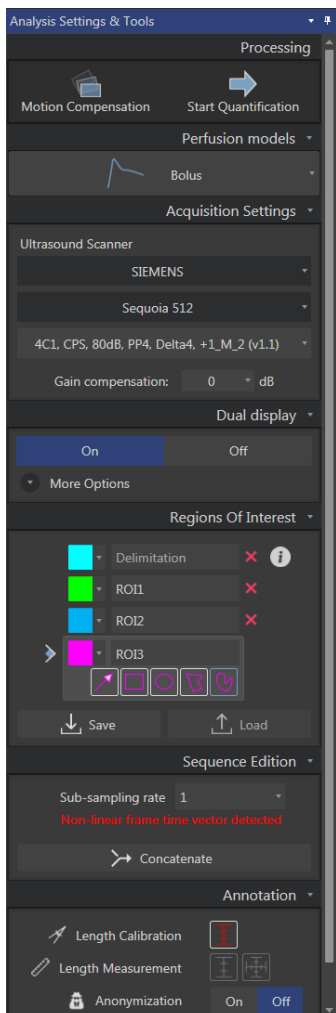 Analysis Settings & Tools
Processing
Motion Compensation Start Quantification
Perfusion models
Bolus
Acquisition Settings
Ultrasound Scanner
SIEMENS
Sequoia 512
4C1, CPS, 80dB, PP4, Delta4, +1_M_2 (v1.1)
Gain compensation: 0 dB
Dual display
On Off
More Options
Regions Of Interest
Delimitation
ROI1
ROI2
ROI3
Save Load
Sequence Edition
Sub-sampling rate 1
Non-linear frame time vector detected
Concatenate
Annotation
Length Calibration
Length Measurement
Anonymization On Off